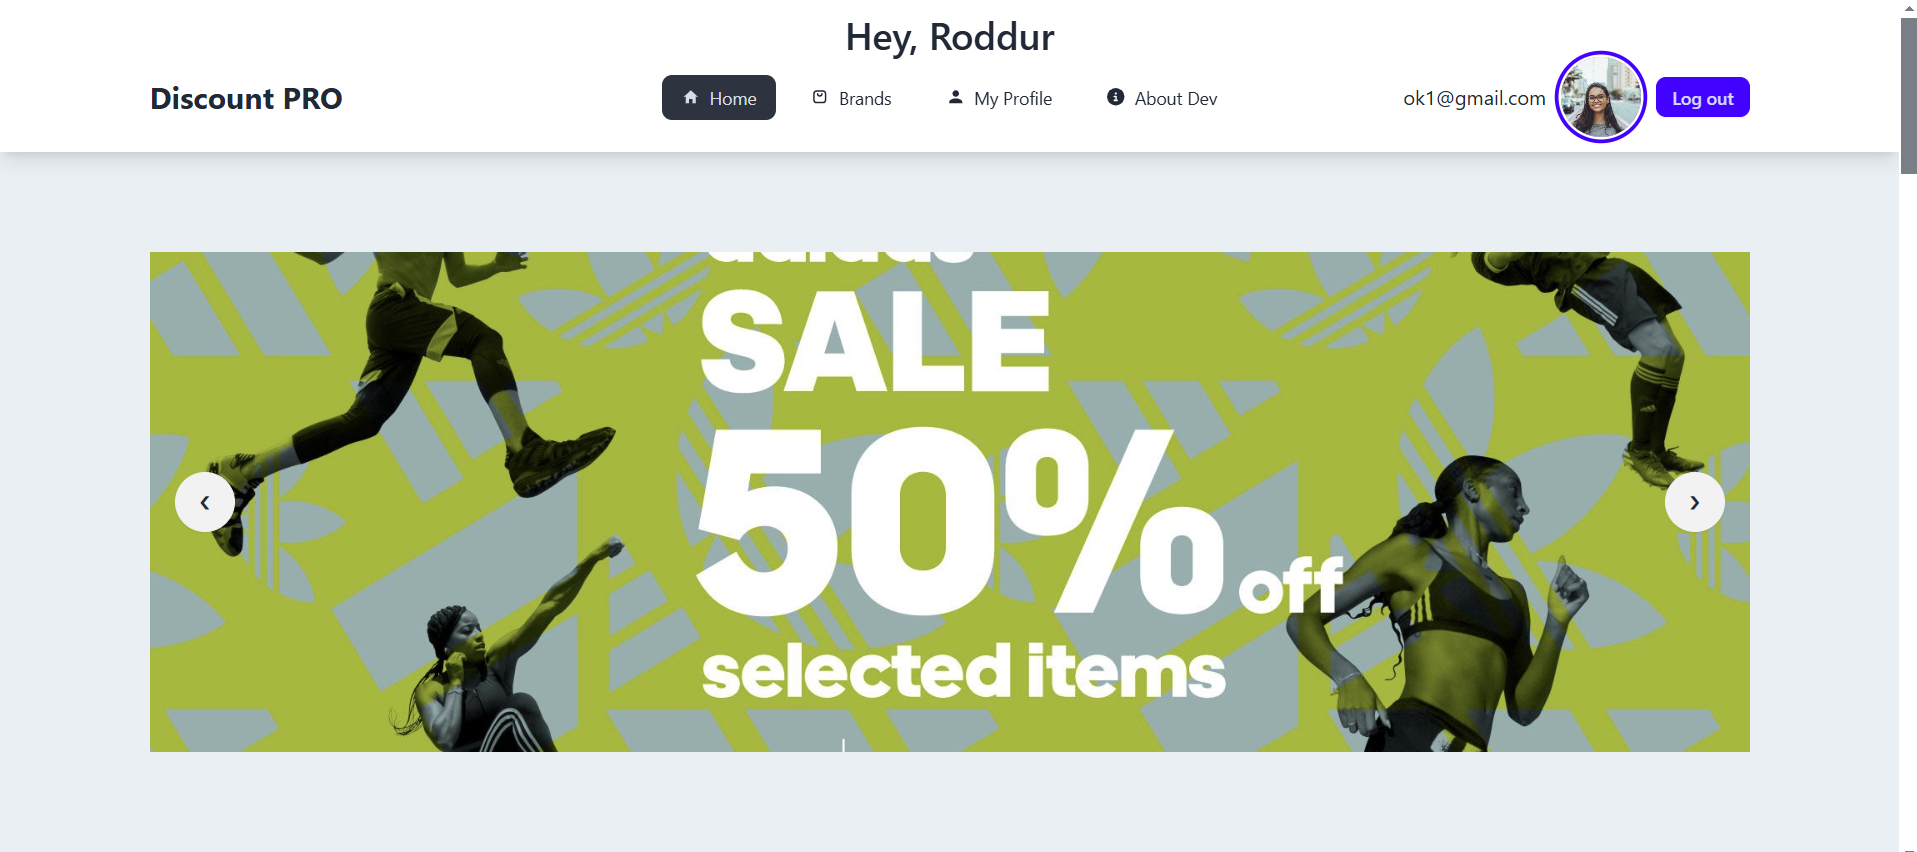 Hey, Roddur
Discount PRO
Home
Brands
My Profile
About Dev
ok1@gmail.com
Log out
adidas
SALE
50% off
selected items